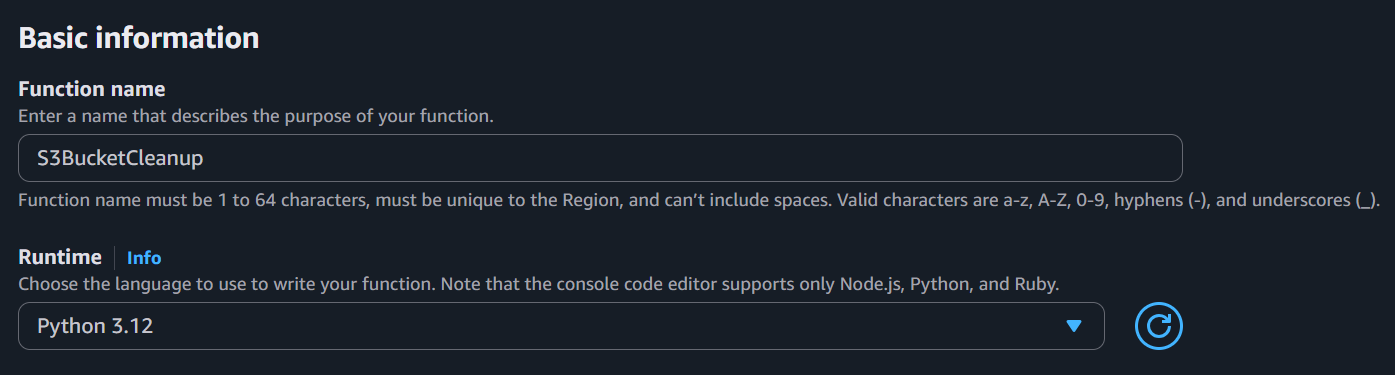 Basic information
Function name
Enter a name that describes the purpose of your function.
S3BucketCleanup
Function name must be 1 to 64 characters, must be unique to the Region, and can’t include spaces. Valid characters are a-z, A-Z, 0-9, hyphens (-), and underscores (_).
Runtime Info
Choose the language to use to write your function. Note that the console code editor supports only Node.js, Python, and Ruby.
Python 3.12